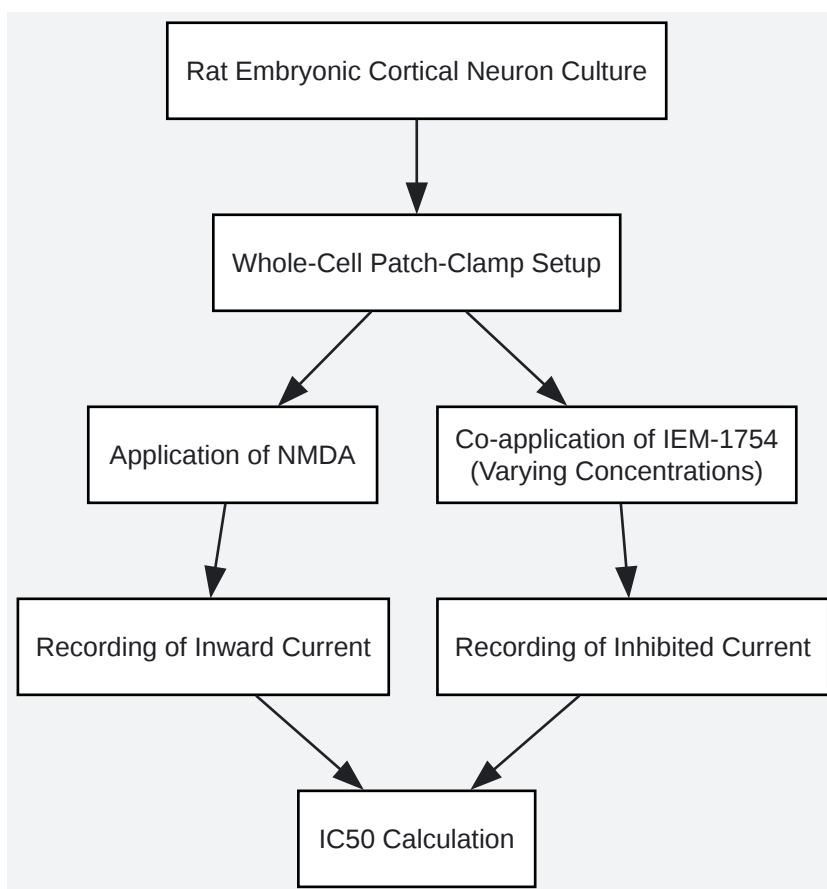 Rat Embryonic Cortical Neuron Culture
Whole-Cell Patch-Clamp Setup
Application of NMDA
Co-application of IEM-1754
(Varying Concentrations)
Recording of Inward Current
Recording of Inhibited Current
IC50 Calculation